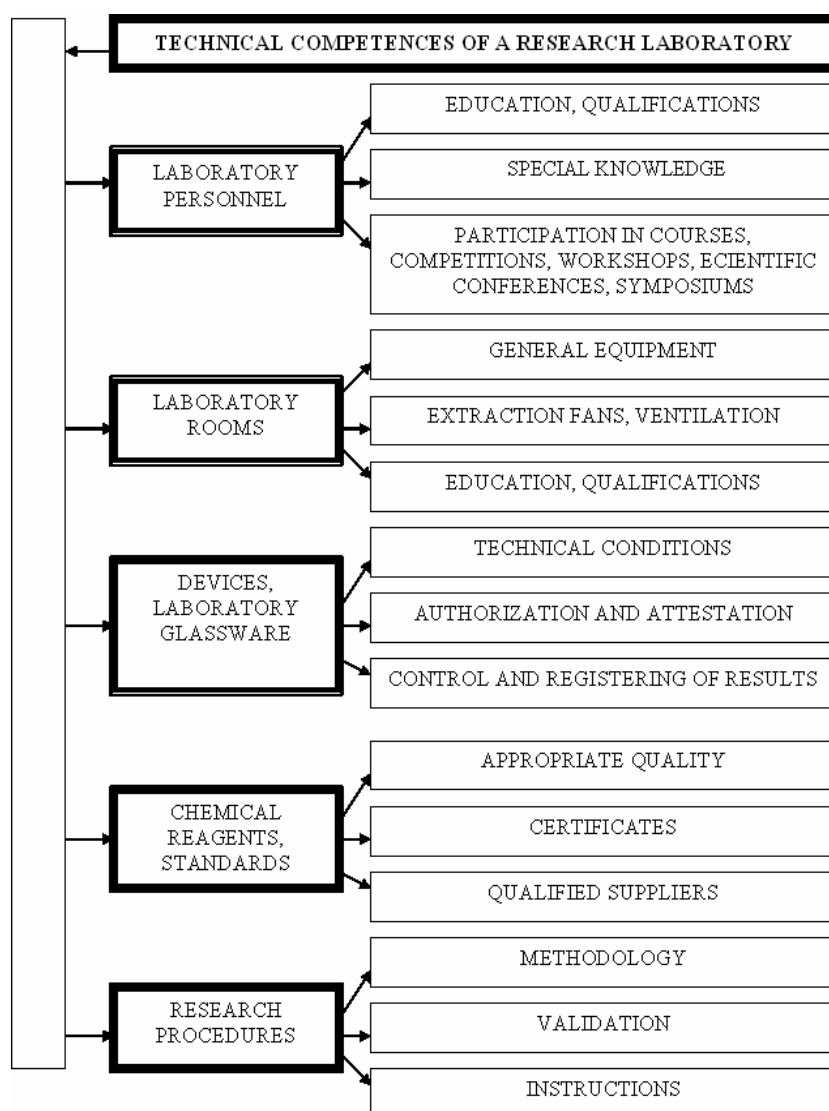 TECHNICAL COMPETENCES OF A RESEARCH LABORATORY
LABORATORY
PERSONNEL
EDUCATION, QUALIFICATIONS
SPECIAL KNOWLEDGE
PARTICIPATION IN COURSES,
COMPETITIONS, WORKSHOPS, ECIENTIFIC
CONFERENCES, SYMPOSIUMS
LABORATORY
ROOMS
GENERAL EQUIPMENT
EXTRACTION FANS, VENTILATION
EDUCATION, QUALIFICATIONS
DEVICES,
LABORATORY
GLASSWARE
TECHNICAL CONDITIONS
AUTHORIZATION AND ATTESTATION
CONTROL AND REGISTERING OF RESULTS
CHEMICAL
REAGENTS,
STANDARDS
APPROPRIATE QUALITY
CERTIFICATES
QUALIFIED SUPPLIERS
RESEARCH
PROCEDURES
METHODOLOGY
VALIDATION
INSTRUCTIONS